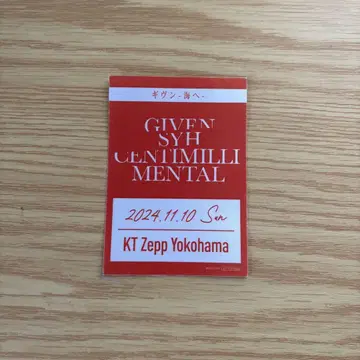 ギヴン -海へ-
GIVEN
SYH
CENTIMILLI
MENTAL
2024.11.10 Sun
KT Zepp Yokohama